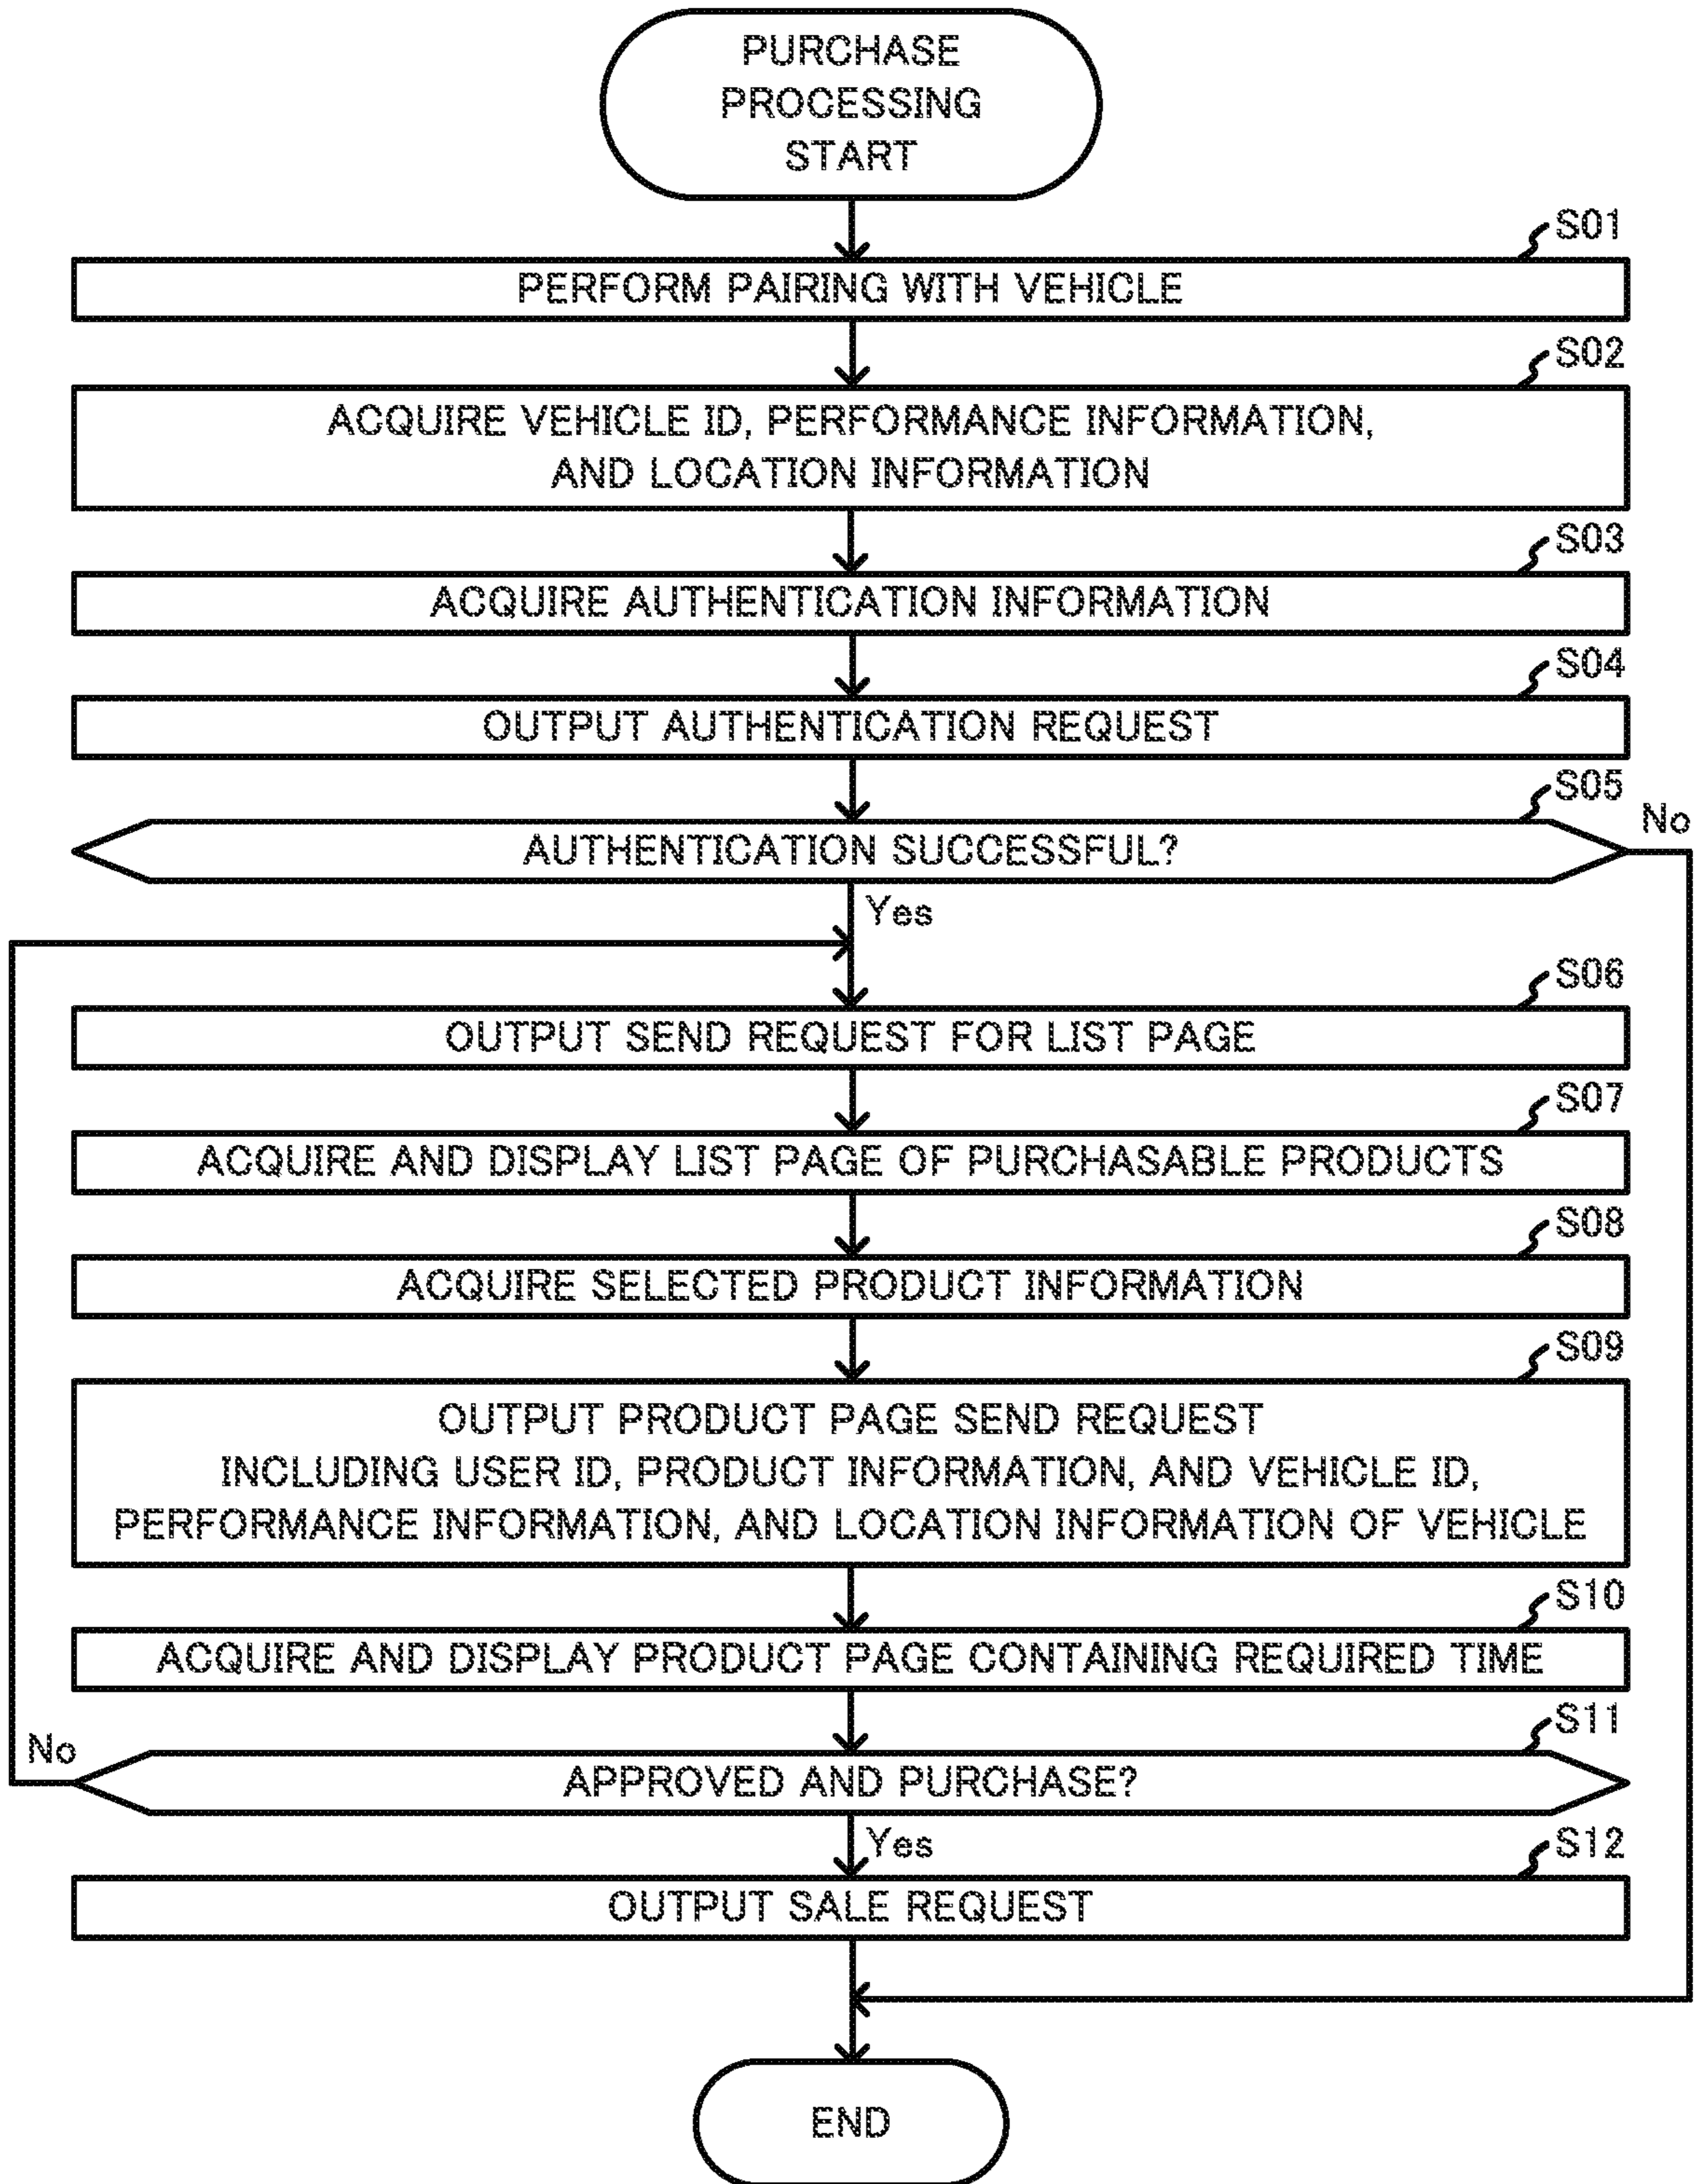 PURCHASE
PROCESSING
START
S01
PERFORM PAIRING WITH VEHICLE
S02
ACQUIRE VEHICLE ID, PERFORMANCE INFORMATION,
AND LOCATION INFORMATION
S03
ACQUIRE AUTHENTICATION INFORMATION
S04
OUTPUT AUTHENTICATION REQUEST
S05
No
AUTHENTICATION SUCCESSFUL?
Yes
S06
OUTPUT SEND REQUEST FOR LIST PAGE
S07
ACQUIRE AND DISPLAY LIST PAGE OF PURCHASABLE PRODUCTS
S08
ACQUIRE SELECTED PRODUCT INFORMATION
S09
OUTPUT PRODUCT PAGE SEND REQUEST
INCLUDING USER ID, PRODUCT INFORMATION, AND VEHICLE ID,
PERFORMANCE INFORMATION, AND LOCATION INFORMATION OF VEHICLE
S10
ACQUIRE AND DISPLAY PRODUCT PAGE CONTAINING REQUIRED TIME
S11
No
APPROVED AND PURCHASE?
Yes
S12
OUTPUT SALE REQUEST
END